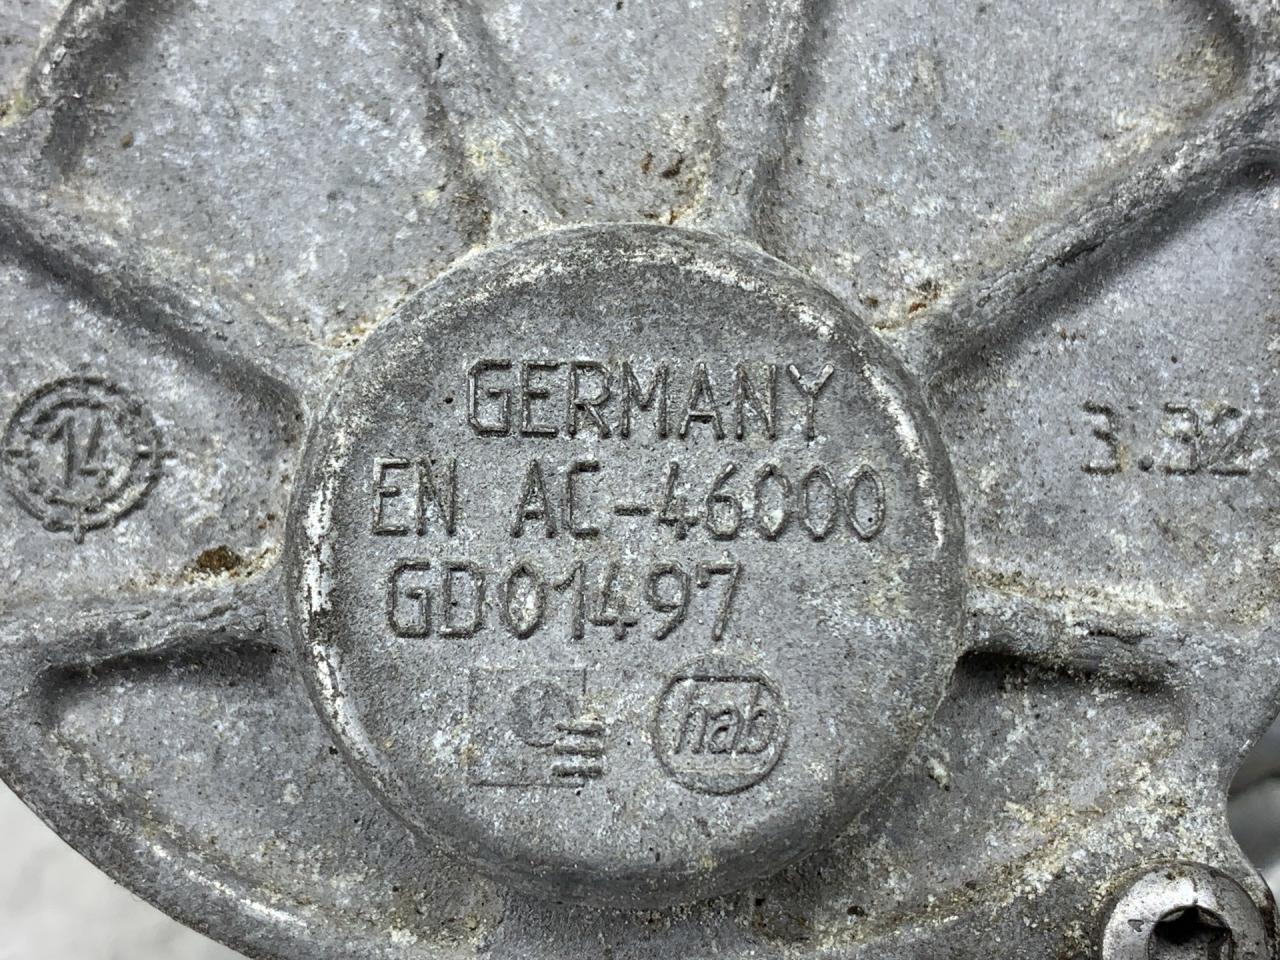 GERMANY
EN AC-46000
GD01497
hab
14
3.32